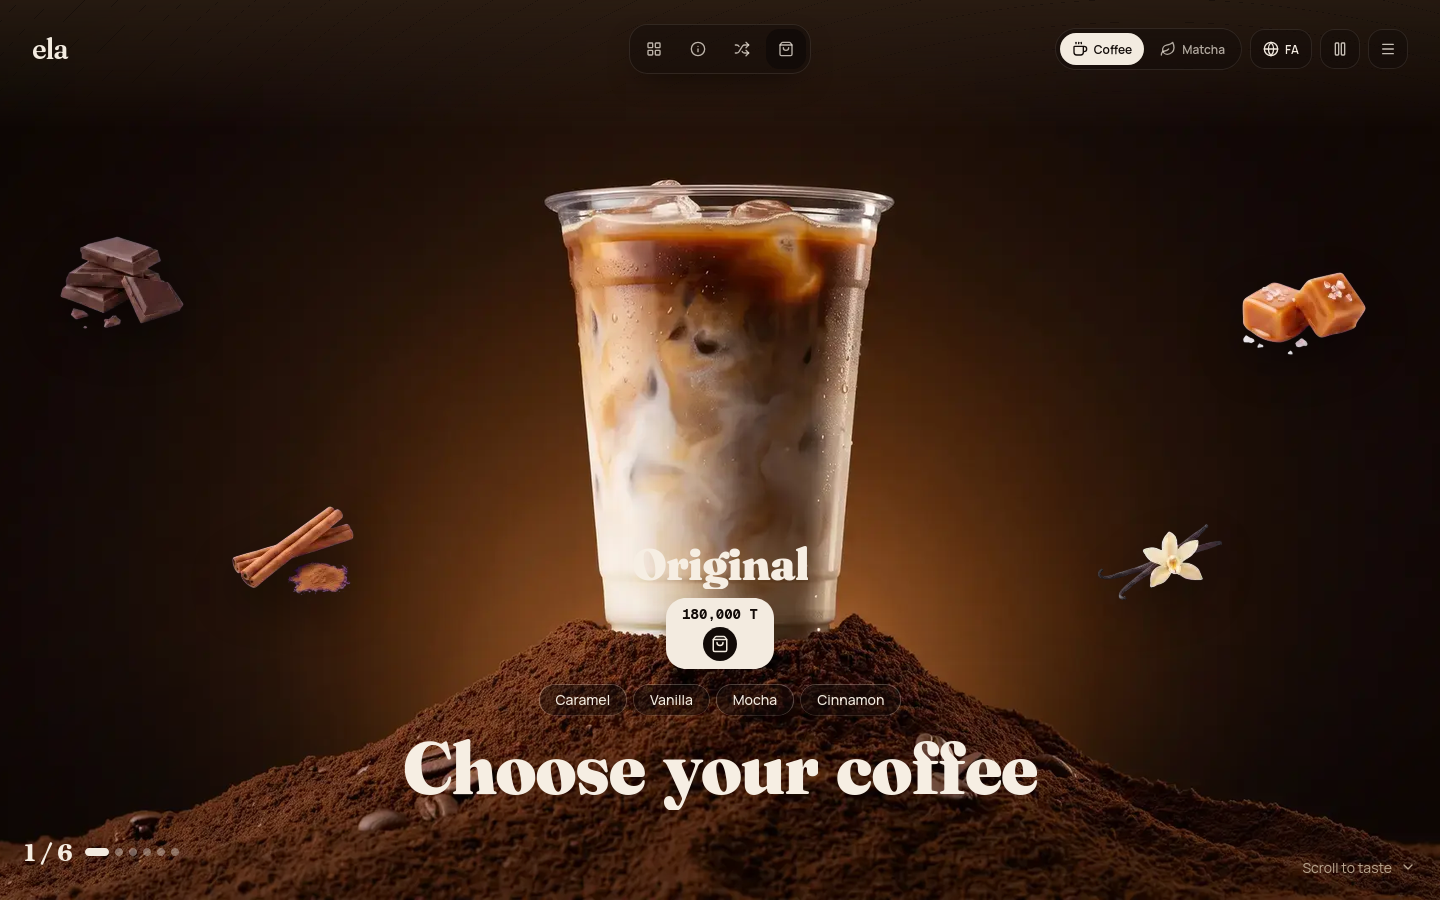 ela
Coffee
Matcha
FA
Original
180,000 T
Caramel
Vanilla
Mocha
Cinnamon
Choose your coffee
1 / 6
Scroll to taste